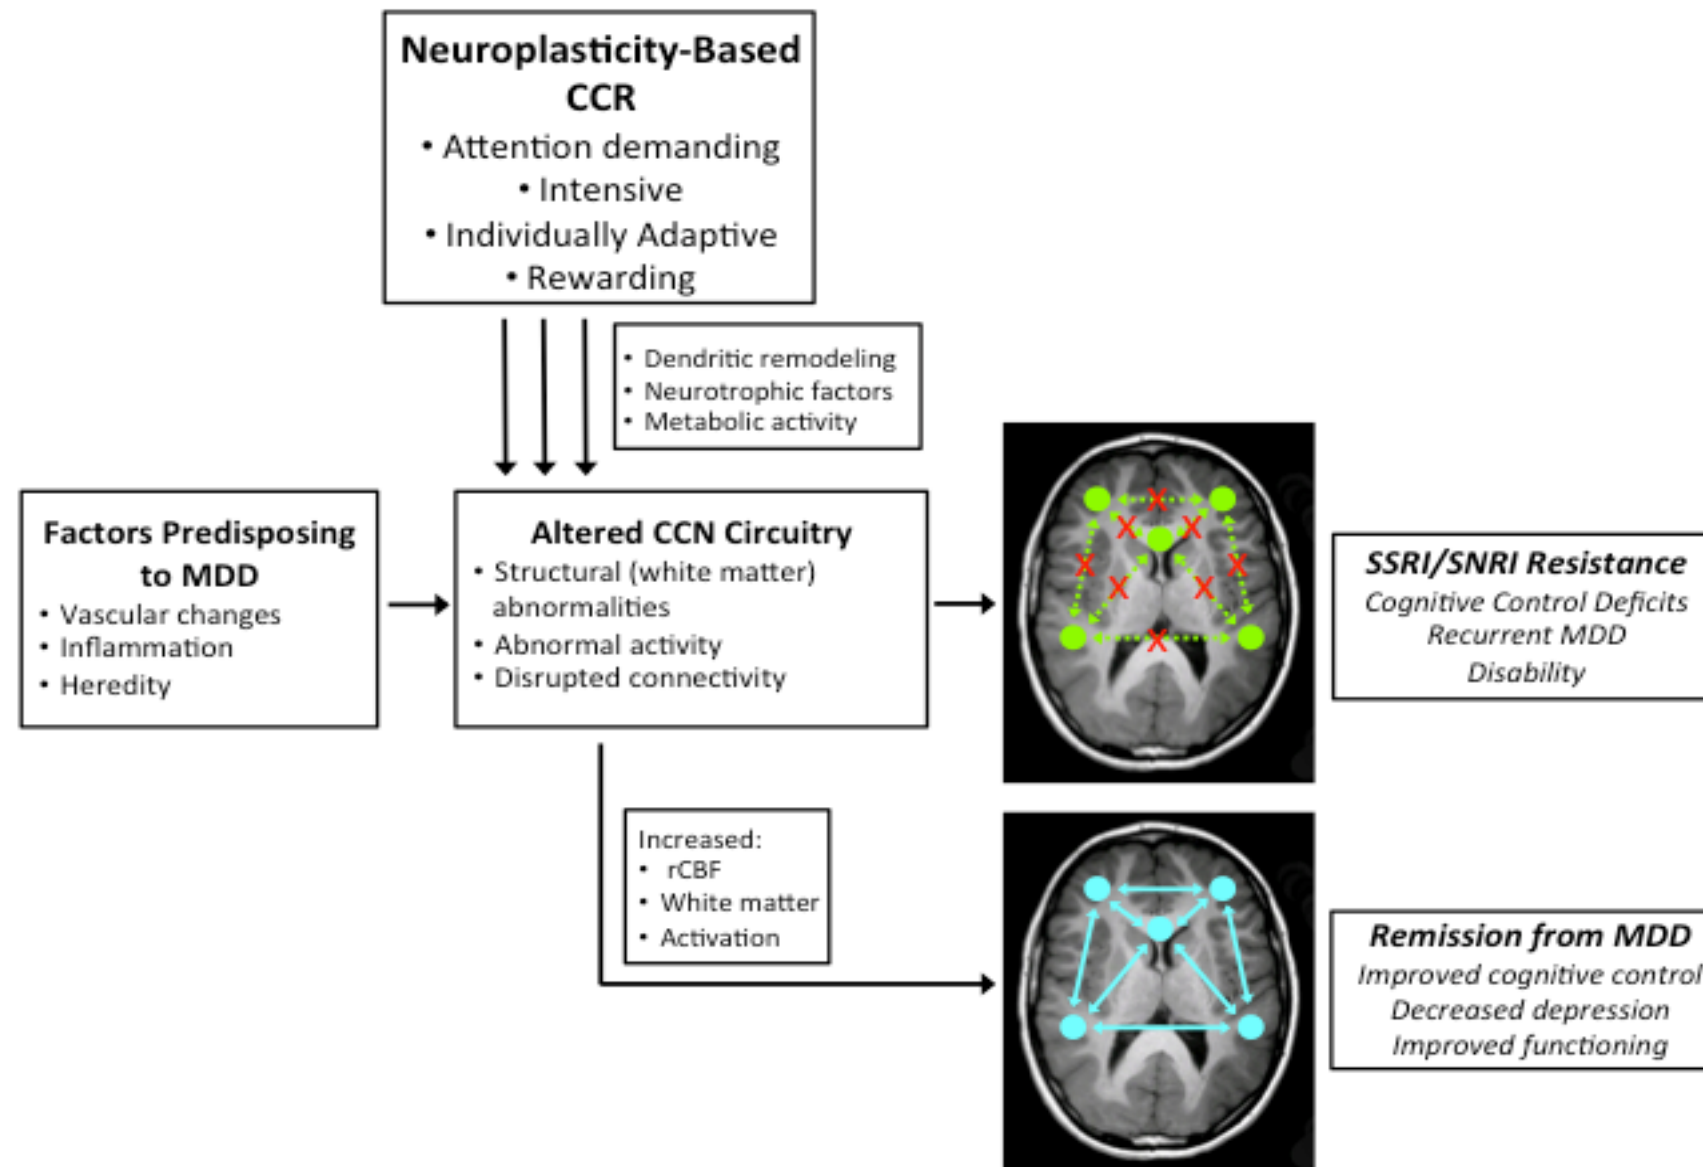 Neuroplasticity-Based
CCR
• Attention demanding
• Intensive
• Individually Adaptive
• Rewarding
• Dendritic remodeling
• Neurotrophic factors
• Metabolic activity
Factors Predisposing
to MDD
• Vascular changes
• Inflammation
• Heredity
Altered CCN Circuitry
• Structural (white matter)
abnormalities
• Abnormal activity
• Disrupted connectivity
X
X X
X X
X X
X
SSRI/SNRI Resistance
Cognitive Control Deficits
Recurrent MDD
Disability
Increased:
• rCBF
• White matter
• Activation
Remission from MDD
Improved cognitive control
Decreased depression
Improved functioning